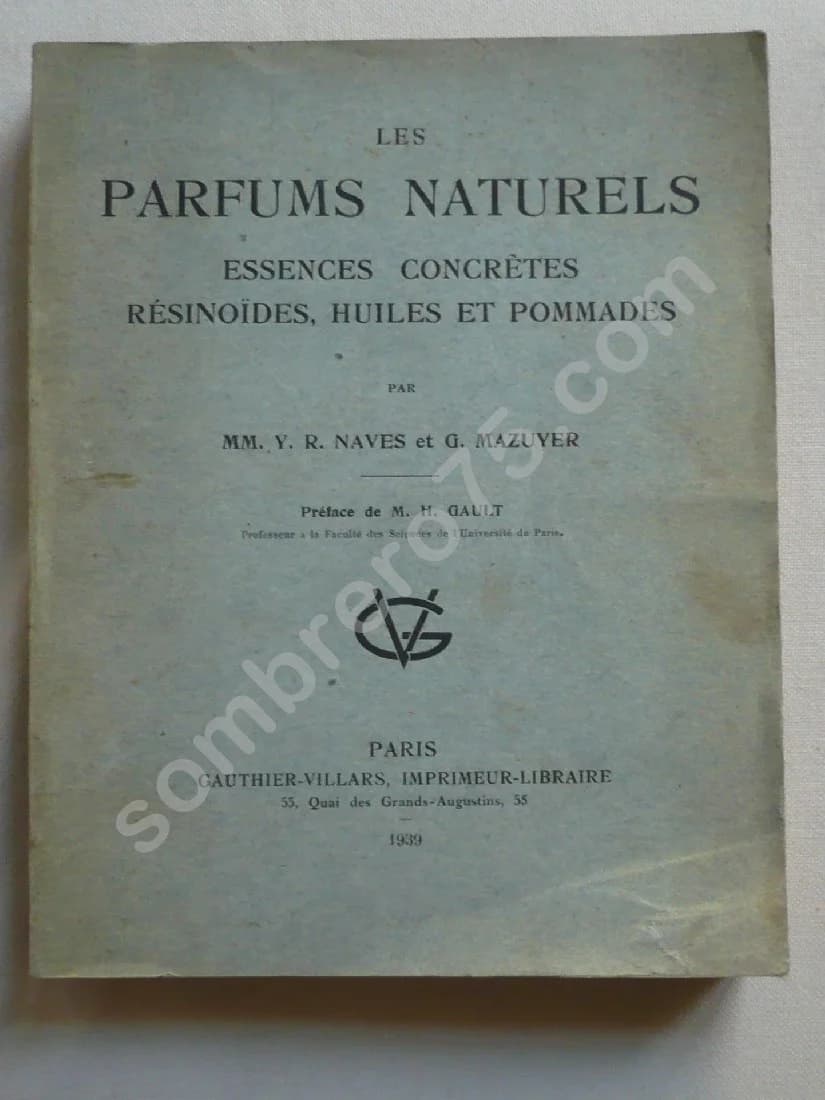 LES
PARFUMS NATURELS
ESSENCES CONCRÈTES
RÉSINOÏDES, HUILES ET POMMADES
PAR
MM. Y. R. NAVES et G. MAZUYER
Préface de M. H. GAULT
Professeur à la Faculté des Sciences de l'Université de Paris.
VG
PARIS
GAUTHIER-VILLARS, IMPRIMEUR-LIBRAIRE
55, Quai des Grands-Augustins, 55
1939
sombrero75.com